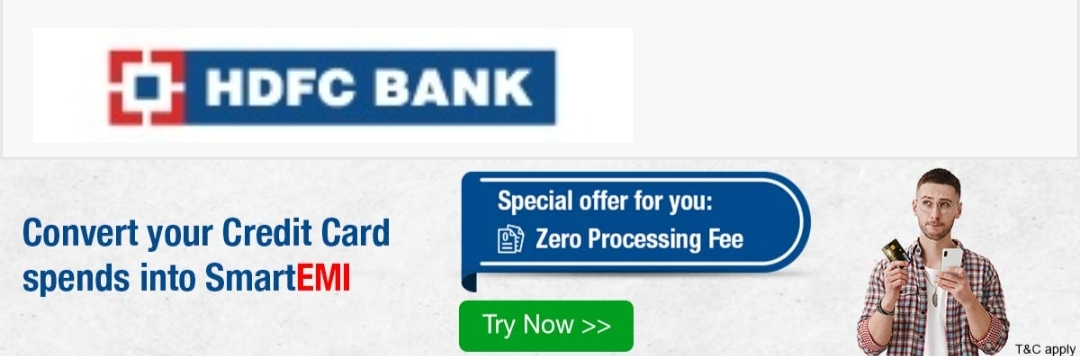 HDFC BANK
Convert your Credit Card
spends into SmartEMI
Special offer for you:
Zero Processing Fee
Try Now >>
T&C apply